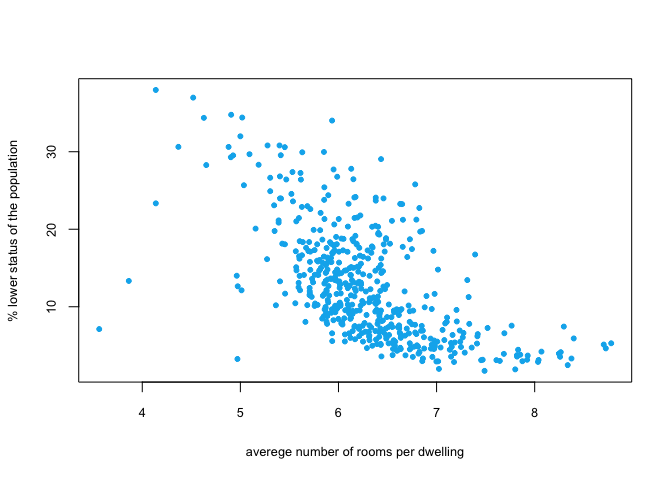 % lower status of the population
30
20
10
4 5 6 7 8
averege number of rooms per dwelling